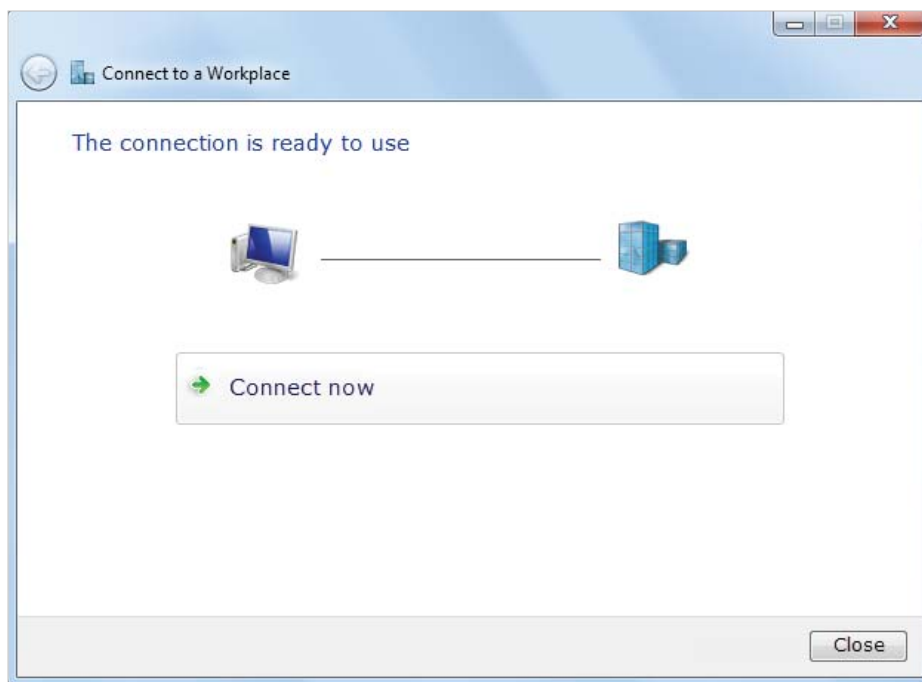 Connect to a Workplace
The connection is ready to use
Connect now
Close